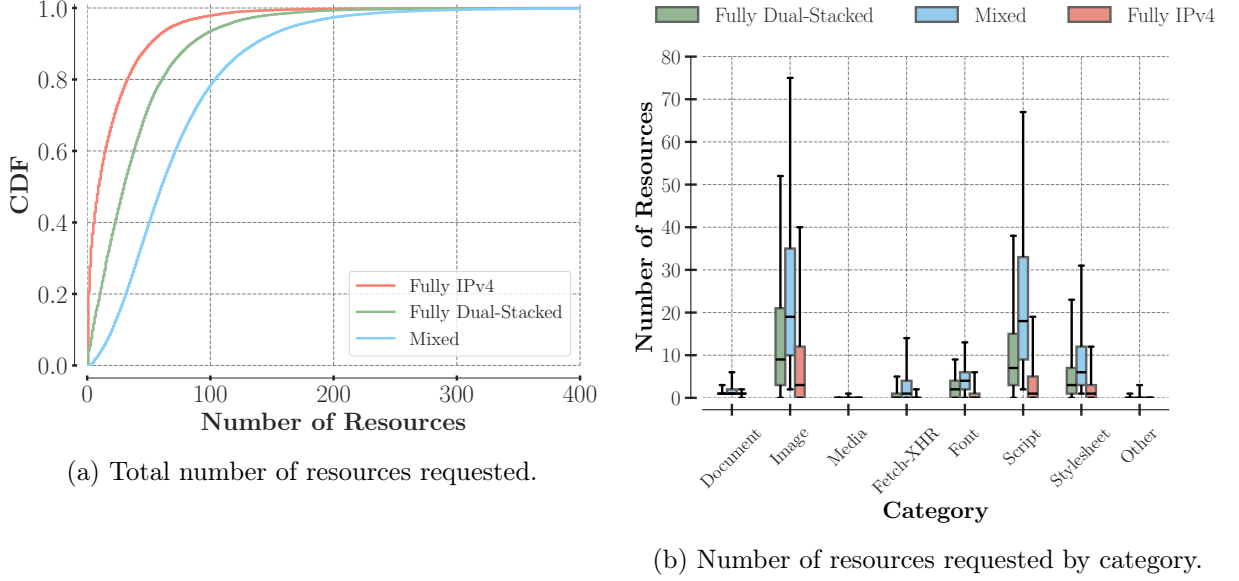 1.0
0.8
0.6
0.4
0.2
0.0
CDF
Fully IPv4
Fully Dual-Stacked
Mixed
0
100
200
300
400
Number of Resources
(a) Total number of resources requested.
Fully Dual-Stacked
Mixed
Fully IPv4
80
70
60
50
40
30
20
10
0
Number of Resources
Document
Image
Media
Fetch-XHR
Font
Script
Stylesheet
Other
Category
(b) Number of resources requested by category.